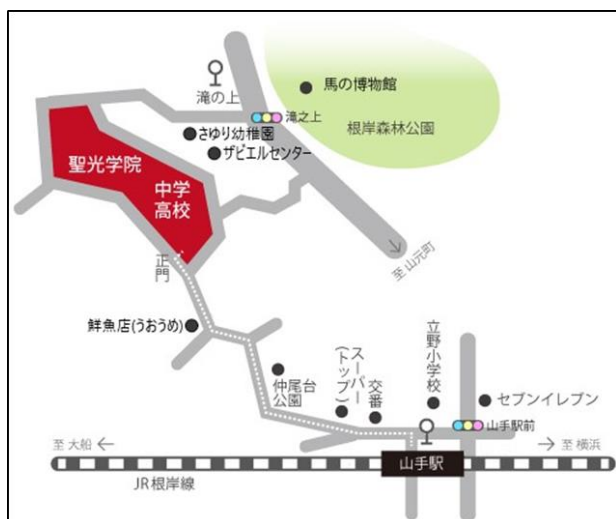 馬の博物館
滝の上
滝之上
根岸森林公園
さゆり幼稚園
ザビエルセンター
聖光学院
中学
高校
至 山元町
正門
鮮魚店(うおうめ)
仲尾台
公園
スーパー
(トップ)
交番
立野小学校
セブンイレブン
山手駅前
至 大船
至 横浜
山手駅
JR根岸線